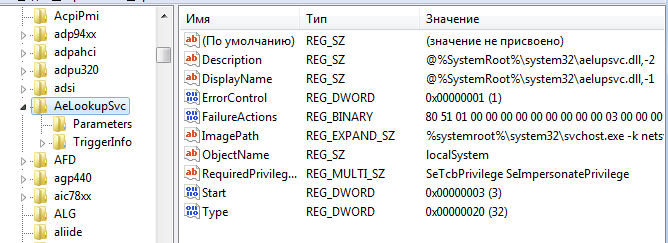 AcpiPmi
adp94xx
adpahci
adpu320
adsi
AeLookupSvc
Parameters
TriggerInfo
AFD
agp440
aic78xx
ALG
aliide
Имя Тип Значение
(По умолчанию) REG_SZ (значение не присвоено)
Description REG_SZ @%SystemRoot%\system32\aelupsvc.dll,-2
DisplayName REG_SZ @%SystemRoot%\system32\aelupsvc.dll,-1
ErrorControl REG_DWORD 0x00000001 (1)
FailureActions REG_BINARY 80 51 01 00 00 00 00 00 00 00 00 00 03 00 00
ImagePath REG_EXPAND_SZ %systemroot%\system32\svchost.exe -k nets
ObjectName REG_SZ localSystem
RequiredPrivileg... REG_MULTI_SZ SeTcbPrivilege SeImpersonatePrivilege
Start REG_DWORD 0x00000003 (3)
Type REG_DWORD 0x00000020 (32)